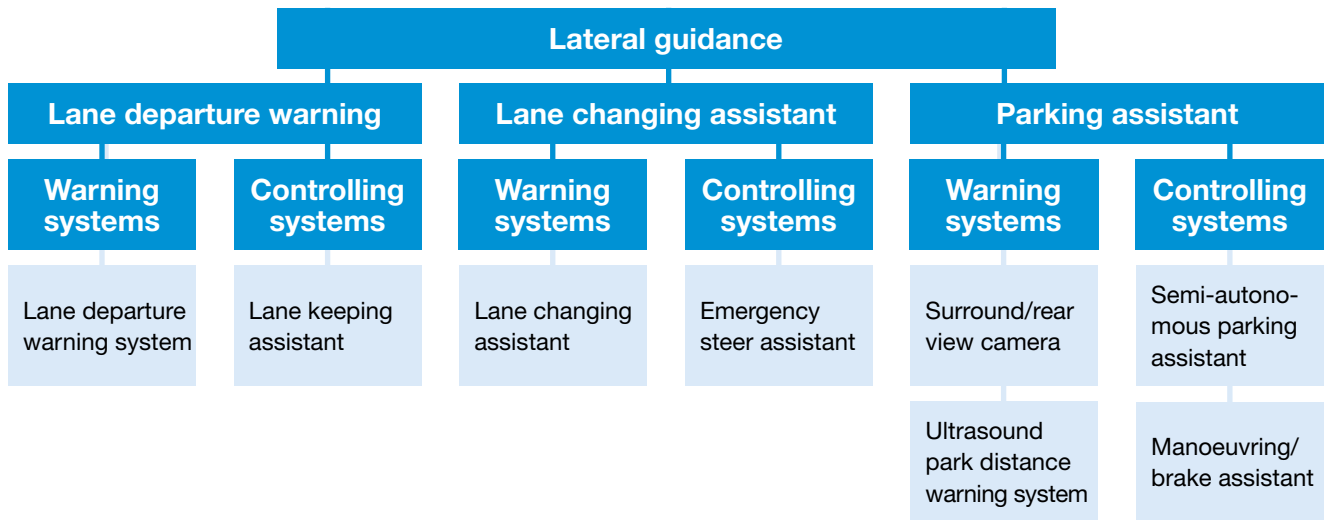 Lateral guidance
Lane departure warning
Lane changing assistant
Parking assistant
Warning
systems
Controlling
systems
Warning
systems
Controlling
systems
Warning
systems
Controlling
systems
Lane departure
warning system
Lane keeping
assistant
Lane changing
assistant
Emergency
steer assistant
Surround/rear
view camera
Semi-autono-
mous parking
assistant
Ultrasound
park distance
warning system
Manoeuvring/
brake assistant